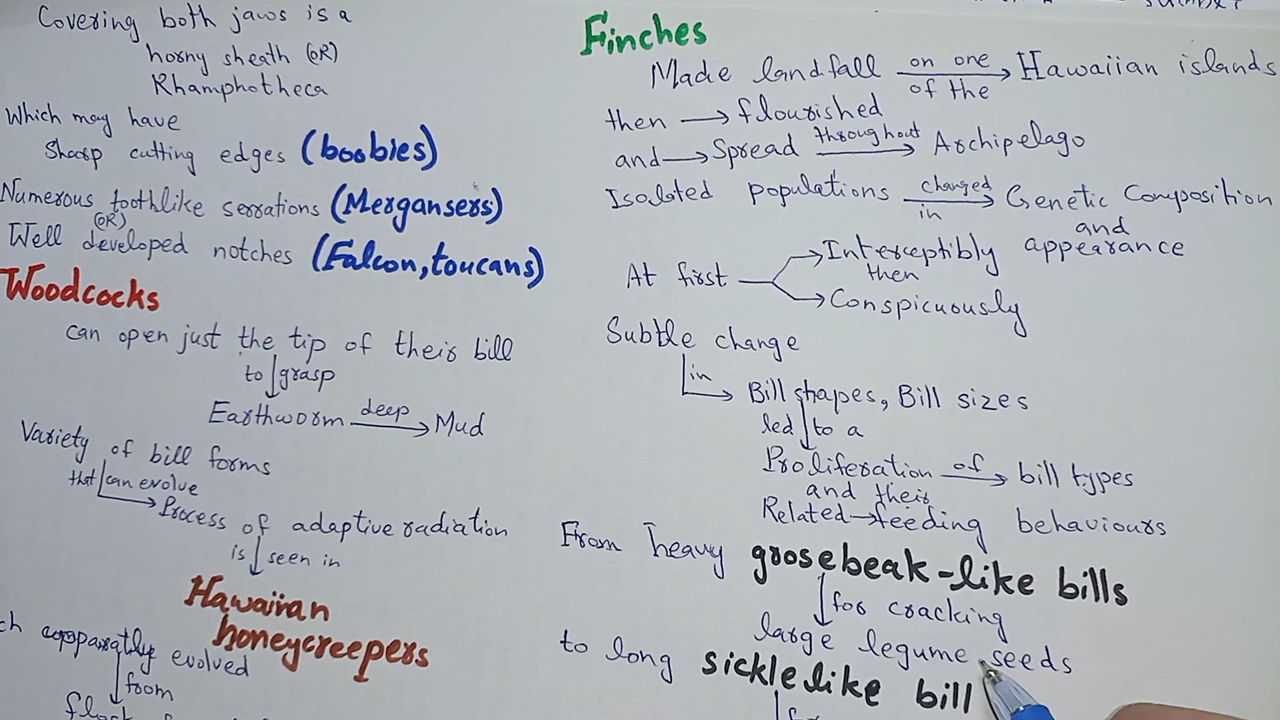 Covering both jaws is a
horny sheath (OR)
Rhamphotheca
Which may have
Sharp cutting edges (boobies)
Numerous toothlike serrations (Mergansers)
(OR)
Well developed notches (Falcon, toucans)
Woodcocks
can open just the tip of their bill
to grasp
Earthworm deep Mud
Variety of bill forms
that can evolve
Process of adaptive radiation
is seen in
Hawaiian
honeycreepers
evolved
from
Finches
Made landfall on one of the Hawaiian islands
then → flourished
and → Spread throughout Archipelago
Isolated populations changed in Genetic Composition
and
appearance
At first Interceptibly
then
Conspicuously
Subtle change
in
Bill shapes, Bill sizes
led to a
Proliferation of bill types
and their
Related → feeding behaviours
From heavy grosebeak-like bills
for cracking
large legume seeds
to long sicklelike bill